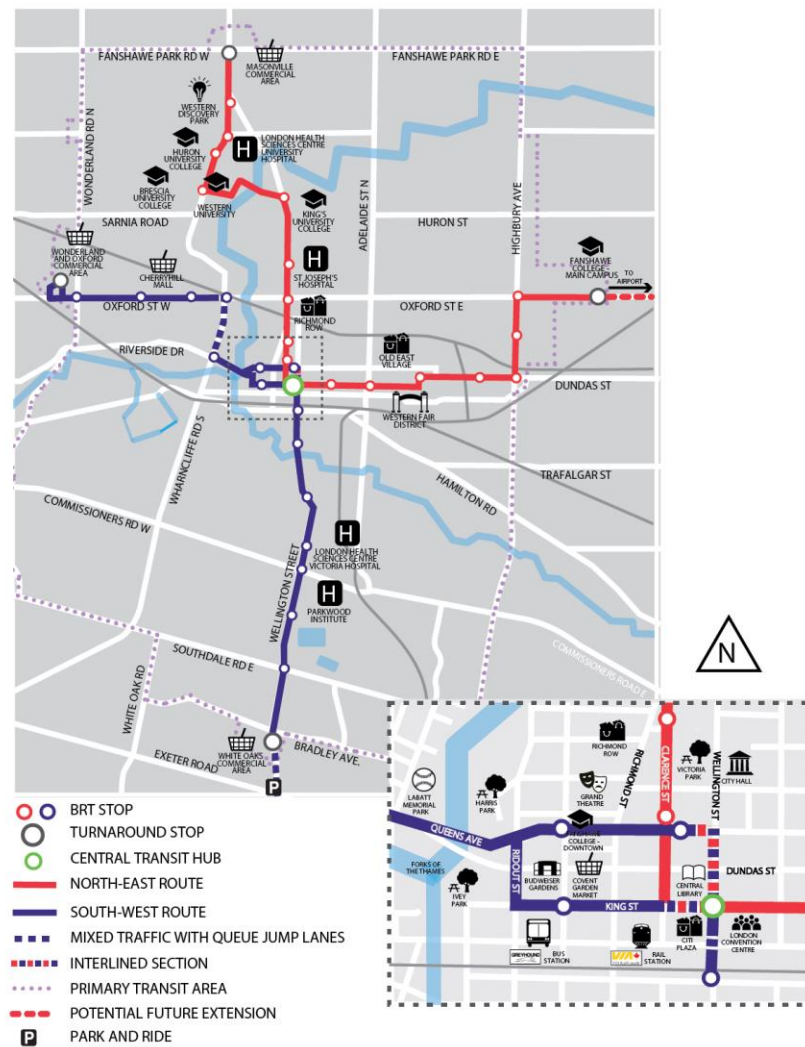 FANSHAWE PARK RD W
MASONVILLE
COMMERCIAL
AREA
FANSHAWE PARK RD E
WONDERLAND RD N
WESTERN
DISCOVERY
PARK
HURON
UNIVERSITY
COLLEGE
H
LONDON HEALTH
SCIENCES CENTRE
UNIVERSITY
HOSPITAL
BRESCIA
UNIVERSITY
COLLEGE
WESTERN
UNIVERSITY
KING'S
UNIVERSITY
COLLEGE
ADELAIDE ST N
HIGHBURY AVE
SARNIA ROAD
HURON ST
WONDERLAND
AND OXFORD
COMMERCIAL
AREA
CHERRYHILL
MALL
H
ST JOSEPH'S
HOSPITAL
FANSHAWE
COLLEGE -
MAIN CAMPUS
TO
AIRPORT
OXFORD ST W
RICHMOND
ROW
OXFORD ST E
RIVERSIDE DR
OLD EAST
VILLAGE
DUNDAS ST
WESTERN FAIR
DISTRICT
WHARNCLIFFE RD S
TRAFALGAR ST
HAMILTON RD
COMMISSIONERS RD W
H
LONDON HEALTH
SCIENCES CENTRE
VICTORIA HOSPITAL
WELLINGTON STREET
H
PARKWOOD
INSTITUTE
COMMISSIONERS ROAD E
SOUTHDALE RD E
WHITE OAK RD
EXETER ROAD
WHITE OAKS
COMMERCIAL
AREA
BRADLEY AVE.
P
N
BRT STOP
TURNAROUND STOP
CENTRAL TRANSIT HUB
NORTH-EAST ROUTE
SOUTH-WEST ROUTE
MIXED TRAFFIC WITH QUEUE JUMP LANES
INTERLINED SECTION
PRIMARY TRANSIT AREA
POTENTIAL FUTURE EXTENSION
P PARK AND RIDE
RICHMOND
ROW
RICHMOND ST
CLARENCE ST
VICTORIA
PARK
WELLINGTON ST
CITY HALL
LABATT
MEMORIAL PARK
HARRIS
PARK
GRAND
THEATRE
QUEENS AVE
FANSHAWE
COLLEGE -
DOWNTOWN
RIDOUT ST
FORKS OF
THE THAMES
BUDWEISER
GARDENS
COVENT
GARDEN
MARKET
CENTRAL
LIBRARY
DUNDAS ST
IVEY
PARK
KING ST
GREYHOUND
BUS
STATION
VIA
RAIL
STATION
CITI
PLAZA
LONDON
CONVENTION
CENTRE